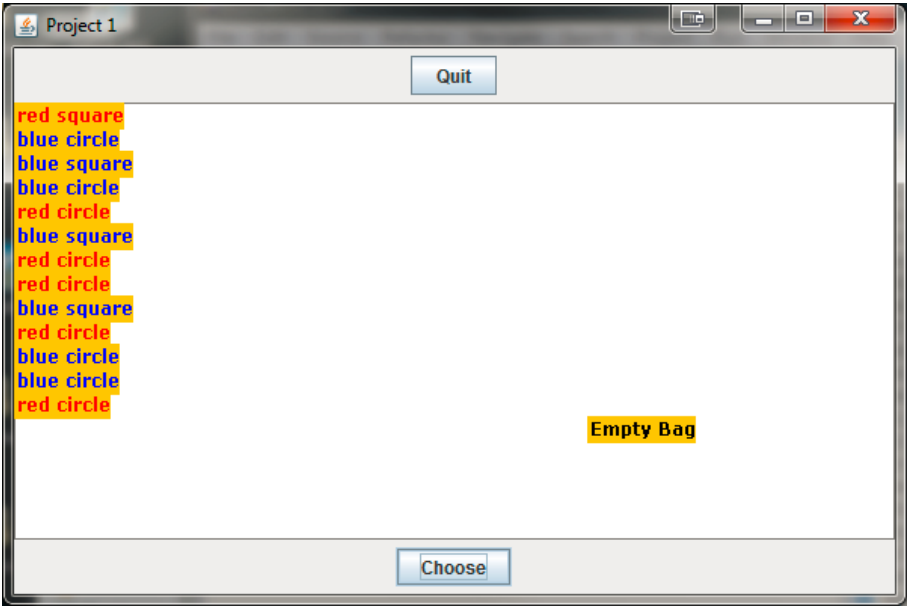 Project 1
Quit
red square
blue circle
blue square
blue circle
red circle
blue square
red circle
red circle
blue square
red circle
blue circle
blue circle
red circle
Empty Bag
Choose